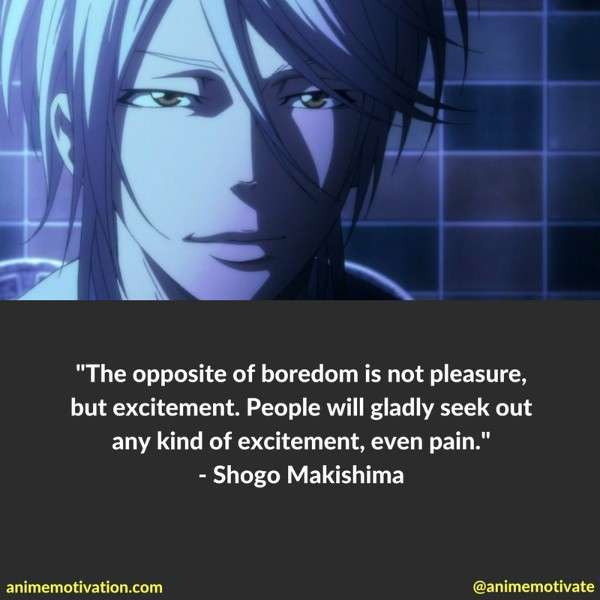 "The opposite of boredom is not pleasure,
but excitement. People will gladly seek out
any kind of excitement, even pain."
- Shogo Makishima
animemotivation.com
@animemotivate